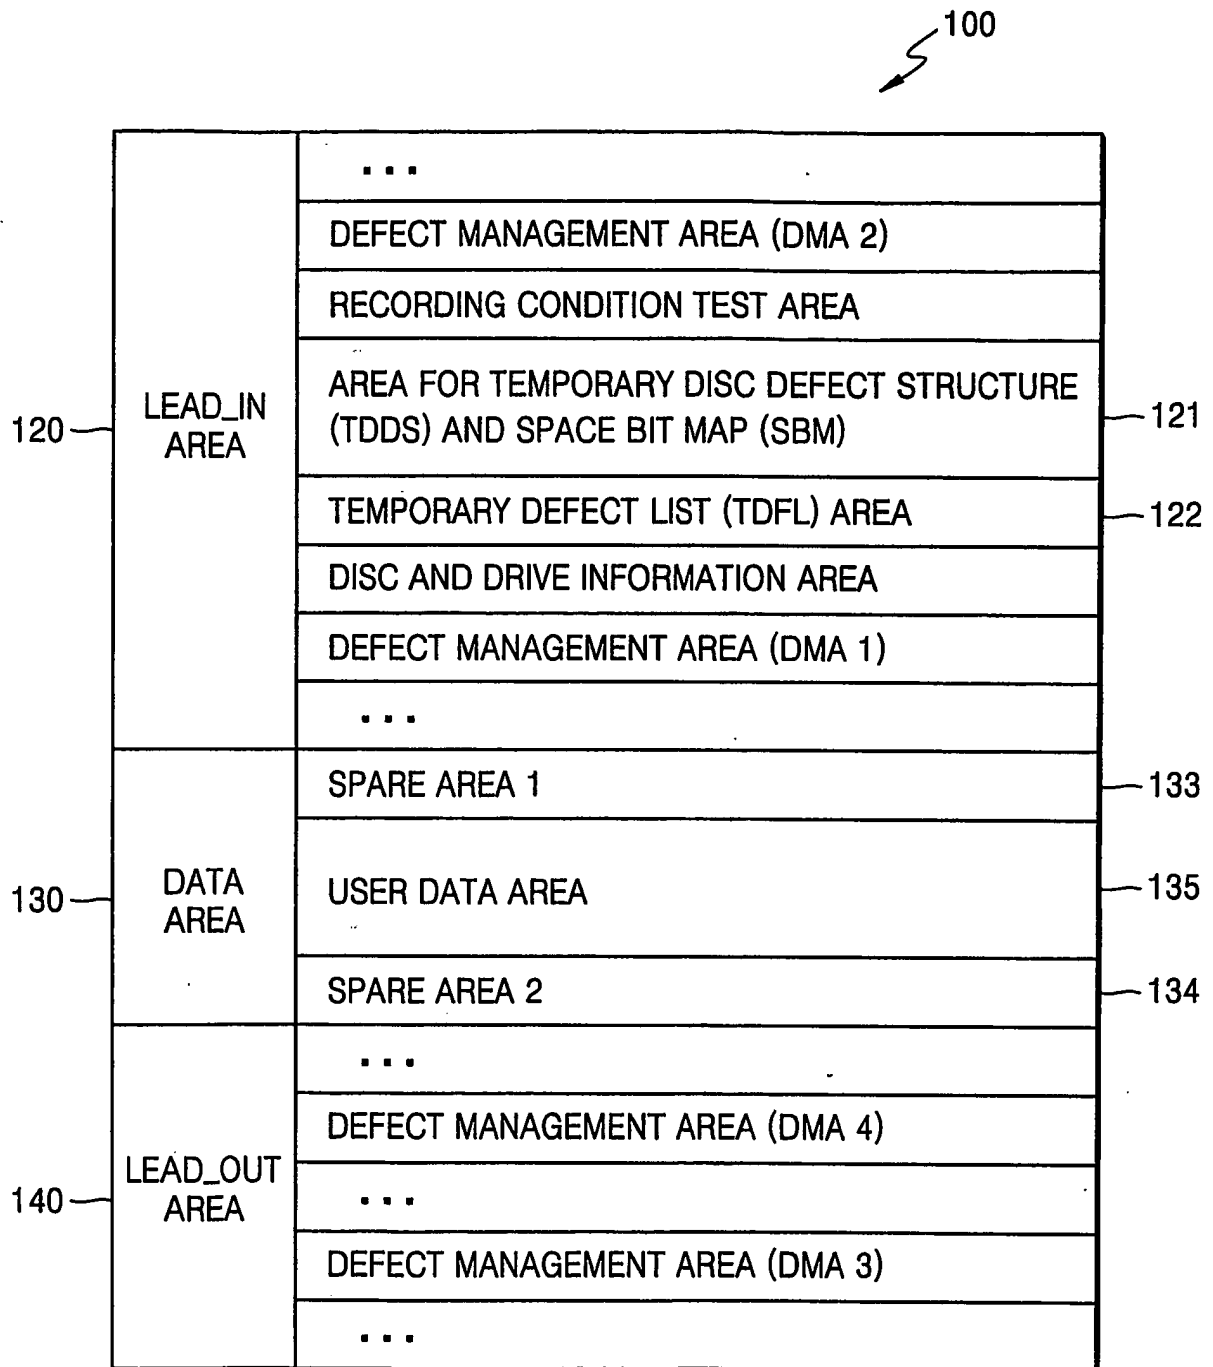 100
...
DEFECT MANAGEMENT AREA (DMA 2)
RECORDING CONDITION TEST AREA
120
LEAD_IN
AREA
AREA FOR TEMPORARY DISC DEFECT STRUCTURE
(TDDS) AND SPACE BIT MAP (SBM)
121
TEMPORARY DEFECT LIST (TDFL) AREA
122
DISC AND DRIVE INFORMATION AREA
DEFECT MANAGEMENT AREA (DMA 1)
...
130
DATA
AREA
SPARE AREA 1
133
USER DATA AREA
135
SPARE AREA 2
134
140
LEAD_OUT
AREA
...
DEFECT MANAGEMENT AREA (DMA 4)
...
DEFECT MANAGEMENT AREA (DMA 3)
...